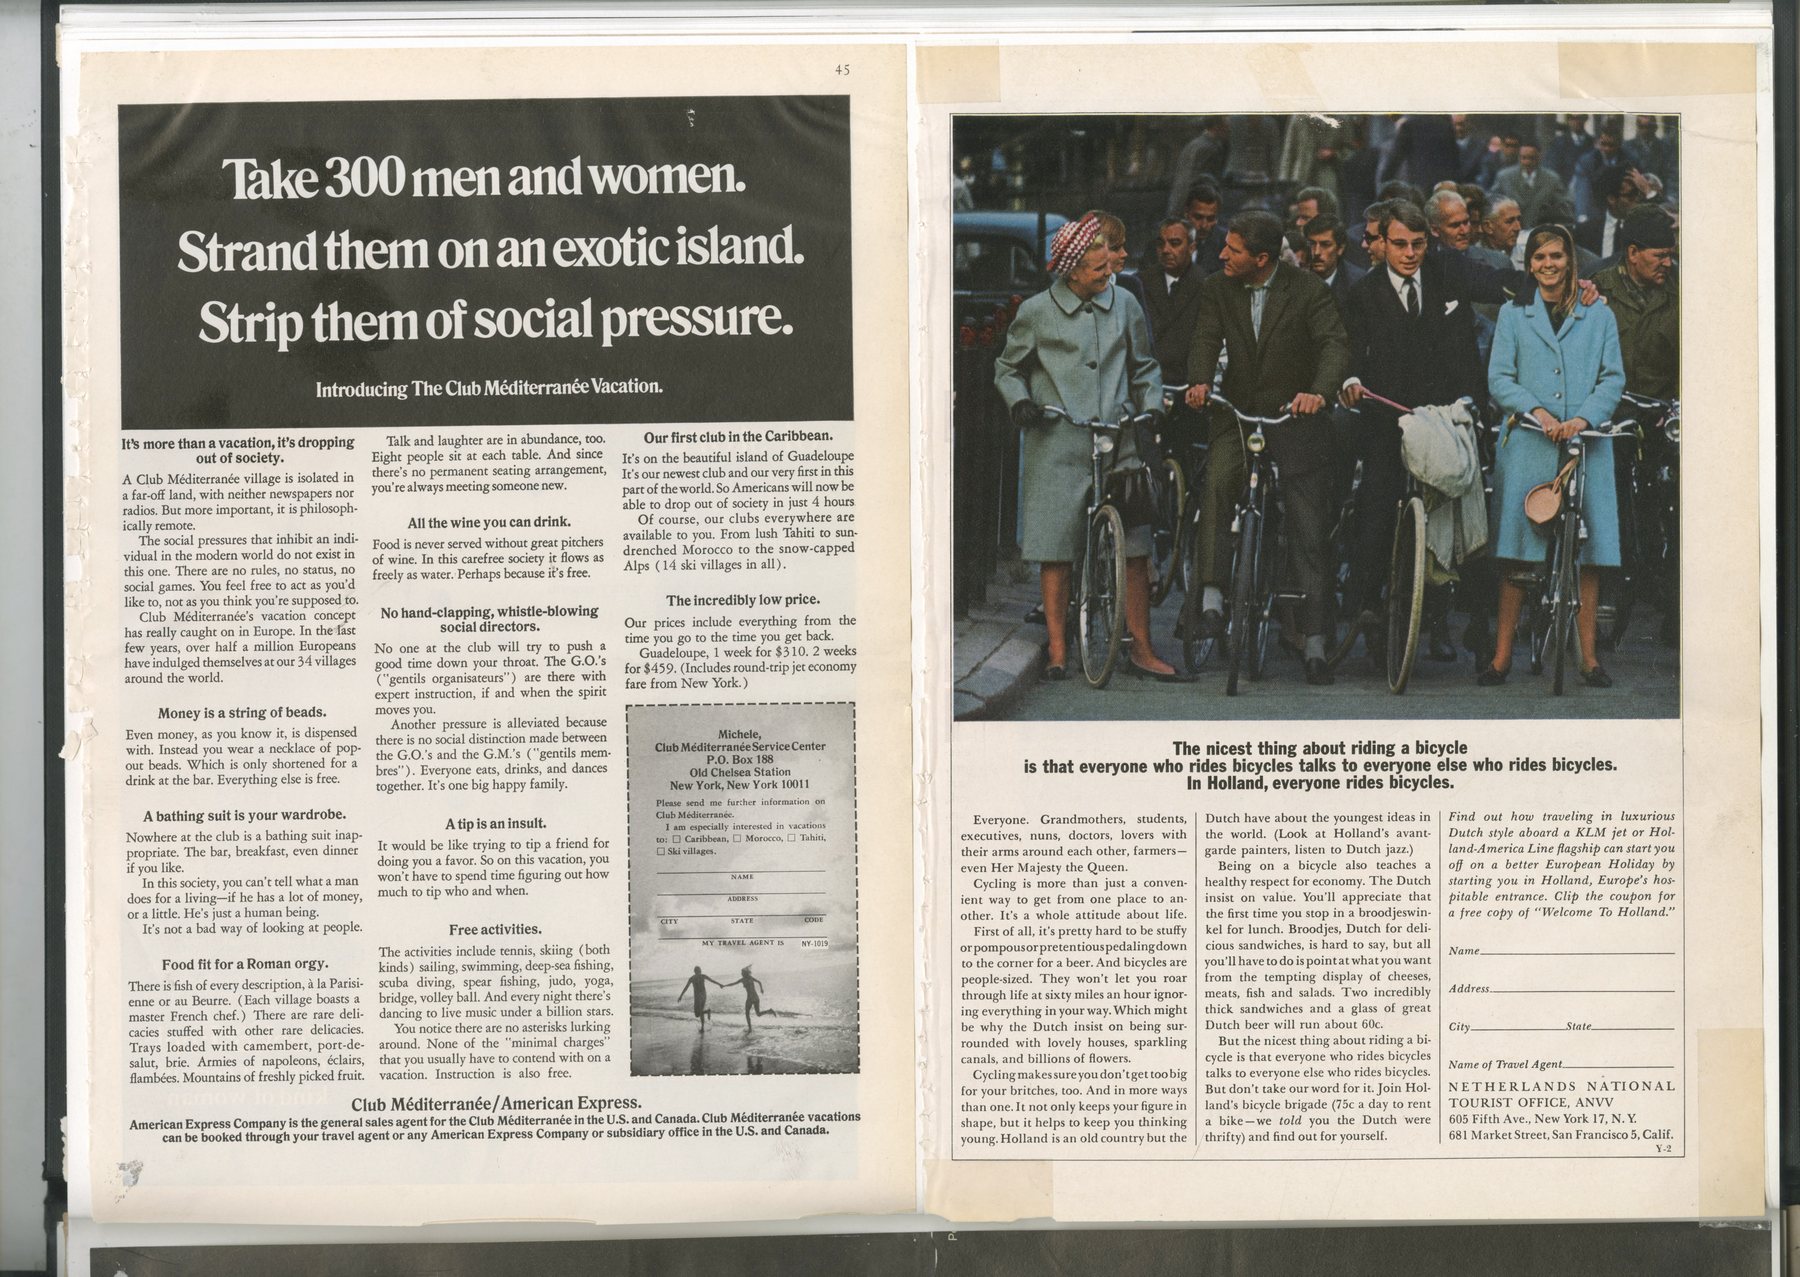 45
Take 300 men and women.
Strand them on an exotic island.
Strip them of social pressure.
Introducing The Club Méditerranée Vacation.
It's more than a vacation, it's dropping
out of society.
A Club Méditerranée village is isolated in
a far-off land, with neither newspapers nor
radios. But more important, it is philosoph-
ically remote.
The social pressures that inhibit an indi-
vidual in the modern world do not exist in
this one. There are no rules, no status, no
social games. You feel free to act as you'd
like to, not as you think you're supposed to.
Club Méditerranée's vacation concept
has really caught on in Europe. In the last
few years, over half a million Europeans
have indulged themselves at our 34 villages
around the world.
Money is a string of beads.
Even money, as you know it, is dispensed
with. Instead you wear a necklace of pop-
out beads. Which is only shortened for a
drink at the bar. Everything else is free.
A bathing suit is your wardrobe.
Nowhere at the club is a bathing suit inap-
propriate. The bar, breakfast, even dinner
if you like.
In this society, you can't tell what a man
does for a living—if he has a lot of money,
or a little. He's just a human being.
It's not a bad way of looking at people.
Food fit for a Roman orgy.
There is fish of every description, à la Parisi-
enne or au Beurre. (Each village boasts a
master French chef.) There are rare deli-
cacies stuffed with other rare delicacies.
Trays loaded with camembert, port-de-
salut, brie. Armies of napoleons, éclairs,
flambées. Mountains of freshly picked fruit.
Talk and laughter are in abundance, too.
Eight people sit at each table. And since
there's no permanent seating arrangement,
you're always meeting someone new.
All the wine you can drink.
Food is never served without great pitchers
of wine. In this carefree society it flows as
freely as water. Perhaps because it's free.
No hand-clapping, whistle-blowing
social directors.
No one at the club will try to push a
good time down your throat. The G.O.'s
("gentils organisateurs") are there with
expert instruction, if and when the spirit
moves you.
Another pressure is alleviated because
there is no social distinction made between
the G.O.'s and the G.M.'s ("gentils mem-
bres"). Everyone eats, drinks, and dances
together. It's one big happy family.
A tip is an insult.
It would be like trying to tip a friend for
doing you a favor. So on this vacation, you
won't have to spend time figuring out how
much to tip who and when.
Free activities.
The activities include tennis, skiing (both
kinds) sailing, swimming, deep-sea fishing,
scuba diving, spear fishing, judo, yoga,
bridge, volley ball. And every night there's
dancing to live music under a billion stars.
You notice there are no asterisks lurking
around. None of the "minimal charges"
that you usually have to contend with on a
vacation. Instruction is also free.
Our first club in the Caribbean.
It's on the beautiful island of Guadeloupe
It's our newest club and our very first in this
part of the world. So Americans will now be
able to drop out of society in just 4 hours
Of course, our clubs everywhere are
available to you. From lush Tahiti to sun-
drenched Morocco to the snow-capped
Alps (14 ski villages in all).
The incredibly low price.
Our prices include everything from the
time you go to the time you get back.
Guadeloupe, 1 week for $310. 2 weeks
for $459. (Includes round-trip jet economy
fare from New York.)
Michele,
Club Méditerranée Service Center
P.O. Box 188
Old Chelsea Station
New York, New York 10011
Please send me further information on
Club Méditerranée.
I am especially interested in vacations
to: ☐ Caribbean, ☐ Morocco, ☐ Tahiti,
☐ Ski villages.
NAME
ADDRESS
CITY STATE CODE
MY TRAVEL AGENT IS NY-1019
Club Méditerranée/American Express.
American Express Company is the general sales agent for the Club Méditerranée in the U.S. and Canada. Club Méditerranée vacations
can be booked through your travel agent or any American Express Company or subsidiary office in the U.S. and Canada.
The nicest thing about riding a bicycle
is that everyone who rides bicycles talks to everyone else who rides bicycles.
In Holland, everyone rides bicycles.
Everyone. Grandmothers, students,
executives, nuns, doctors, lovers with
their arms around each other, farmers—
even Her Majesty the Queen.
Cycling is more than just a conven-
ient way to get from one place to an-
other. It's a whole attitude about life.
First of all, it's pretty hard to be stuffy
or pompous or pretentious pedaling down
to the corner for a beer. And bicycles are
people-sized. They won't let you roar
through life at sixty miles an hour ignor-
ing everything in your way. Which might
be why the Dutch insist on being sur-
rounded with lovely houses, sparkling
canals, and billions of flowers.
Cycling makes sure you don't get too big
for your britches, too. And in more ways
than one. It not only keeps your figure in
shape, but it helps to keep you thinking
young. Holland is an old country but the
Dutch have about the youngest ideas in
the world. (Look at Holland's avant-
garde painters, listen to Dutch jazz.)
Being on a bicycle also teaches a
healthy respect for economy. The Dutch
insist on value. You'll appreciate that
the first time you stop in a broodjeswin-
kel for lunch. Broodjes, Dutch for deli-
cious sandwiches, is hard to say, but all
you'll have to do is point at what you want
from the tempting display of cheeses,
meats, fish and salads. Two incredibly
thick sandwiches and a glass of great
Dutch beer will run about 60c.
But the nicest thing about riding a bi-
cycle is that everyone who rides bicycles
talks to everyone else who rides bicycles.
But don't take our word for it. Join Hol-
land's bicycle brigade (75c a day to rent
a bike—we told you the Dutch were
thrifty) and find out for yourself.
Find out how traveling in luxurious
Dutch style aboard a KLM jet or Hol-
land-America Line flagship can start you
off on a better European Holiday by
starting you in Holland, Europe's hos-
pitable entrance. Clip the coupon for
a free copy of "Welcome To Holland."
Name
Address
City State
Name of Travel Agent
NETHERLANDS NATIONAL
TOURIST OFFICE, ANVV
605 Fifth Ave., New York 17, N. Y.
681 Market Street, San Francisco 5, Calif.
Y-2